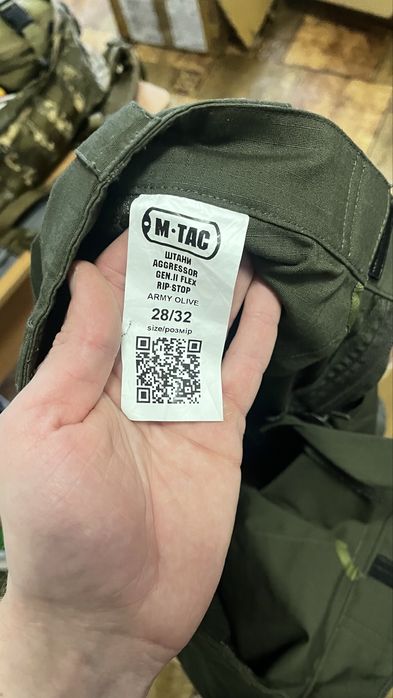 M·TAC
ШТАНИ
AGGRESSOR
GEN.II FLEX
RIP-STOP
ARMY OLIVE
28/32
size/розмір